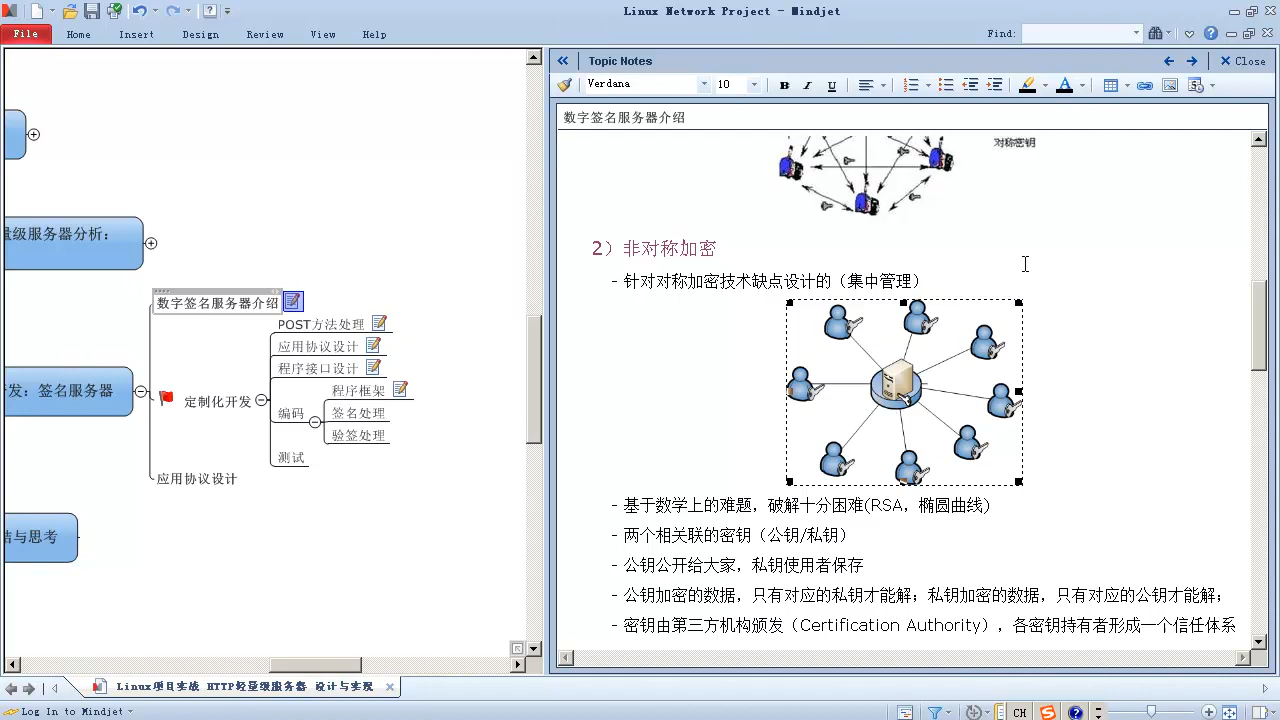 Linux Network Project - Mindjet
File Home Insert Design Review View Help
Find:
Topic Notes
Close
Verdana 10 B I U
数字签名服务器介绍
对称密钥
2）非对称加密
- 针对对称加密技术缺点设计的（集中管理）
- 基于数学上的难题，破解十分困难(RSA，椭圆曲线)
- 两个相关联的密钥（公钥/私钥）
- 公钥公开给大家，私钥使用者保存
- 公钥加密的数据，只有对应的私钥才能解；私钥加密的数据，只有对应的公钥才能解；
- 密钥由第三方机构颁发（Certification Authority），各密钥持有者形成一个信任体系
量级服务器分析：
数字签名服务器介绍
POST方法处理
应用协议设计
程序接口设计
程序框架
发：签名服务器
定制化开发
编码
签名处理
验签处理
测试
应用协议设计
结与思考
Linux项目实战 HTTP轻量级服务器 设计与实现
Log In to Mindjet
CH